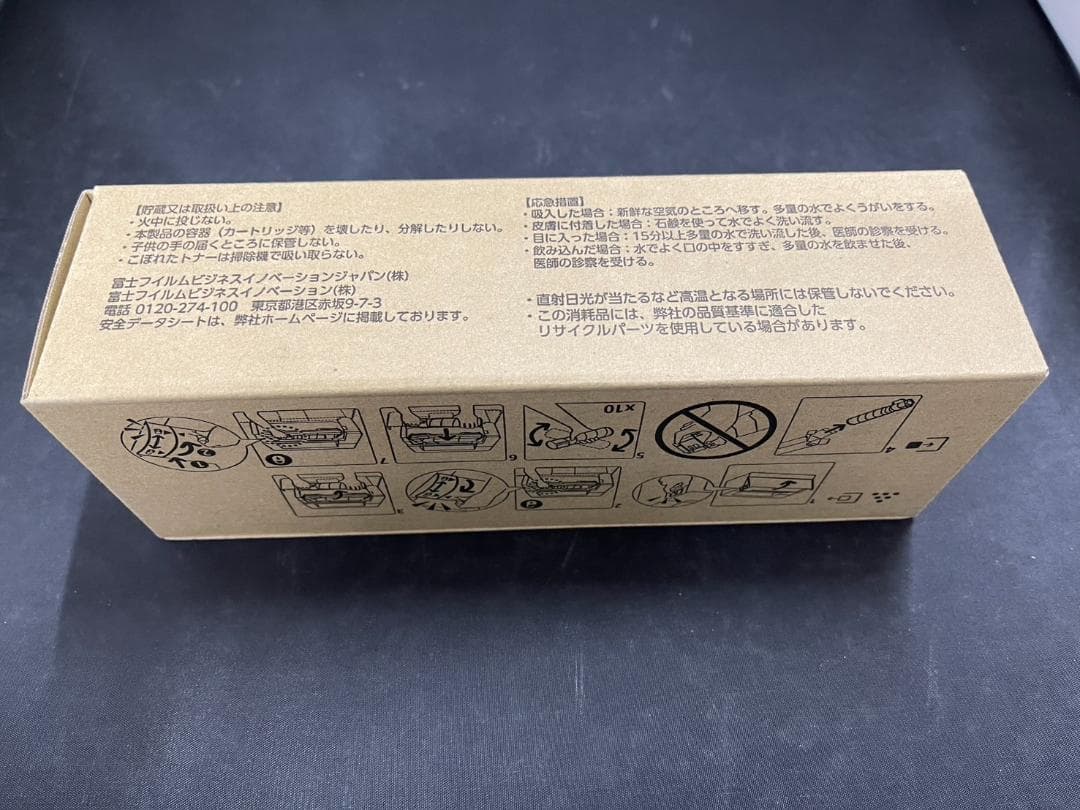 【貯蔵又は取扱い上の注意】
・火中に投じない。
・本製品の容器（カートリッジ等）を壊したり、分解したりしない。
・子供の手の届くところに保管しない。
・こぼれたトナーは掃除機で吸い取らない。
富士フイルムビジネスイノベーションジャパン(株)
富士フイルムビジネスイノベーション(株)
電話 0120-274-100　東京都港区赤坂9-7-3
安全データシートは、弊社ホームページに掲載しております。
【応急措置】
・吸入した場合：新鮮な空気のところへ移す。多量の水でよくうがいをする。
・皮膚に付着した場合：石鹸を使って水でよく洗い流す。
・目に入った場合：15分以上多量の水で洗い流した後、医師の診察を受ける。
・飲み込んだ場合：水でよく口の中をすすぎ、多量の水を飲ませた後、
医師の診察を受ける。
・直射日光が当たるなど高温となる場所には保管しないでください。
・この消耗品には、弊社の品質基準に適合した
リサイクルパーツを使用している場合があります。
7 6 5 X10 4
3 2 1